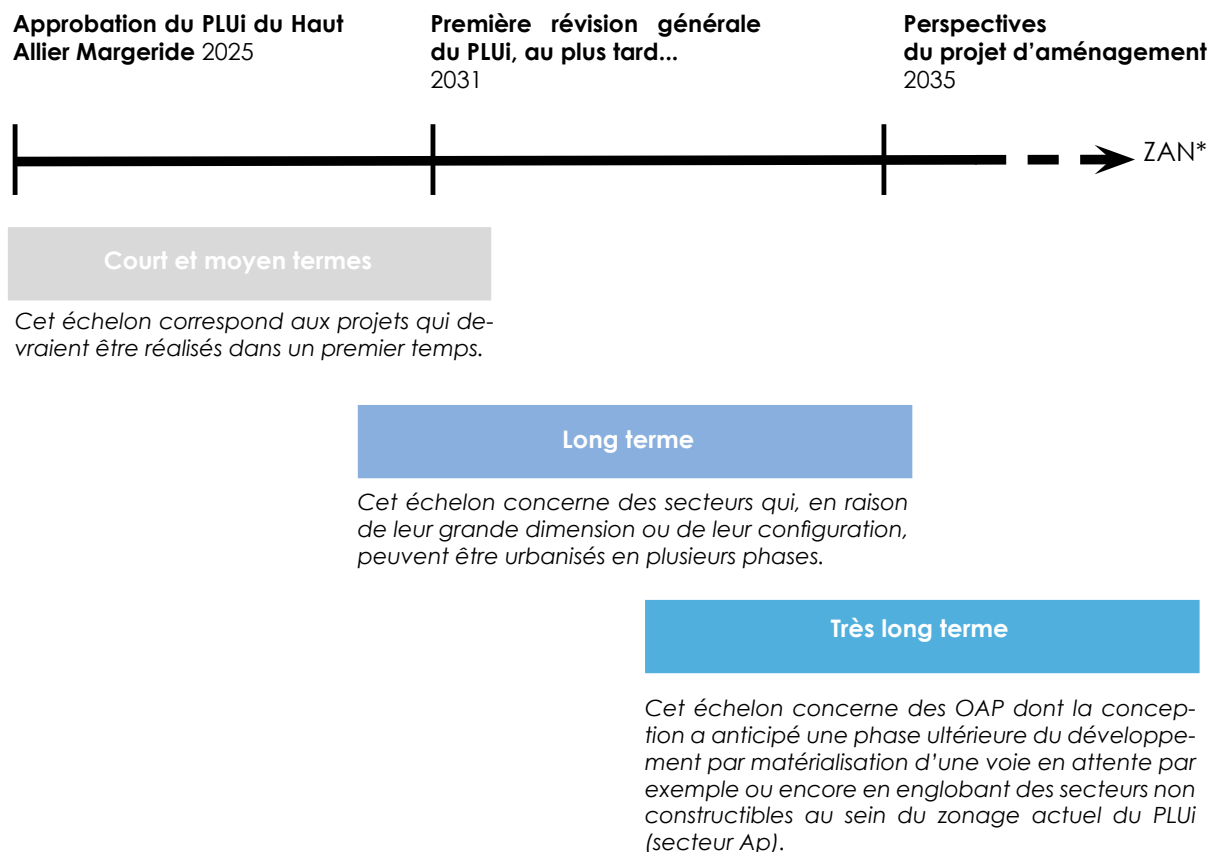 Approbation du PLUi du Haut
Allier Margeride 2025
Première révision générale
du PLUi, au plus tard...
2031
Perspectives
du projet d'aménagement
2035
ZAN*
Court et moyen termes
Cet échelon correspond aux projets qui de-
vraient être réalisés dans un premier temps.
Long terme
Cet échelon concerne des secteurs qui, en raison
de leur grande dimension ou de leur configuration,
peuvent être urbanisés en plusieurs phases.
Très long terme
Cet échelon concerne des OAP dont la concep-
tion a anticipé une phase ultérieure du développe-
ment par matérialisation d'une voie en attente par
exemple ou encore en englobant des secteurs non
constructibles au sein du zonage actuel du PLUi
(secteur Ap).